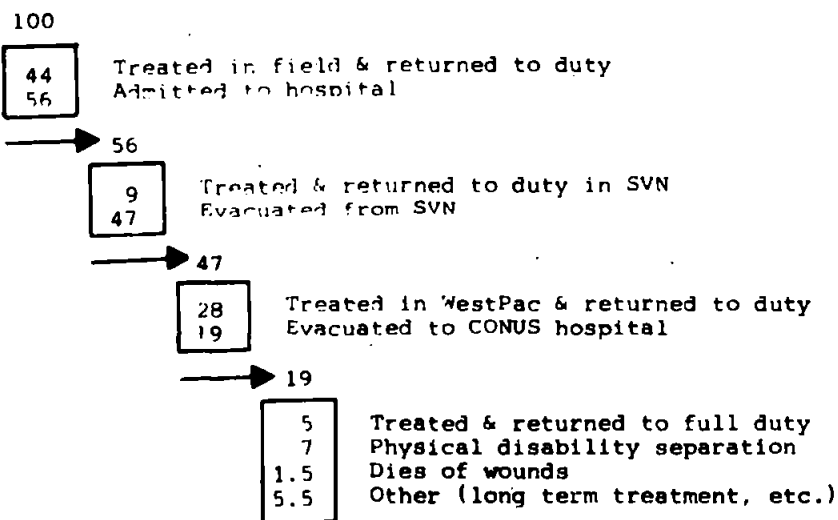 100
44 Treated in field & returned to duty
56 Admitted to hospital
56
9 Treated & returned to duty in SVN
47 Evacuated from SVN
47
28 Treated in WestPac & returned to duty
19 Evacuated to CONUS hospital
19
5 Treated & returned to full duty
7 Physical disability separation
1.5 Dies of wounds
5.5 Other (long term treatment, etc.)